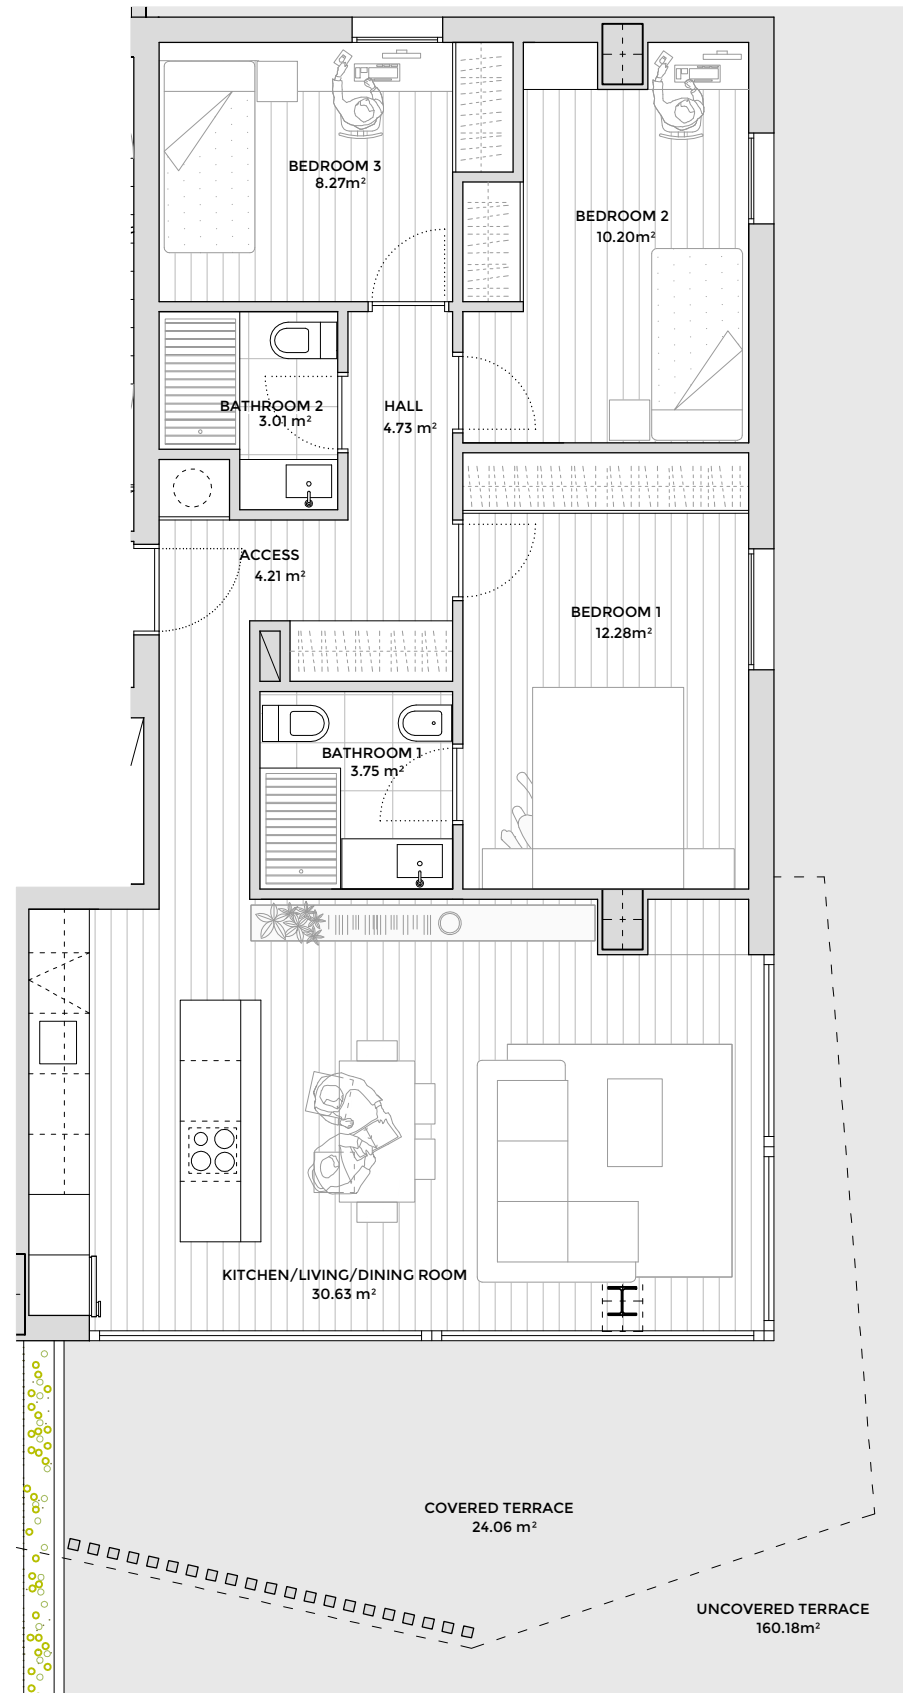 BEDROOM 3
8.27m²
BEDROOM 2
10.20m²
BATHROOM 2
3.01 m²
HALL
4.73 m²
ACCESS
4.21 m²
BEDROOM 1
12.28m²
BATHROOM 1
3.75 m²
KITCHEN/LIVING/DINING ROOM
30.63 m²
COVERED TERRACE
24.06 m²
UNCOVERED TERRACE
160.18m²